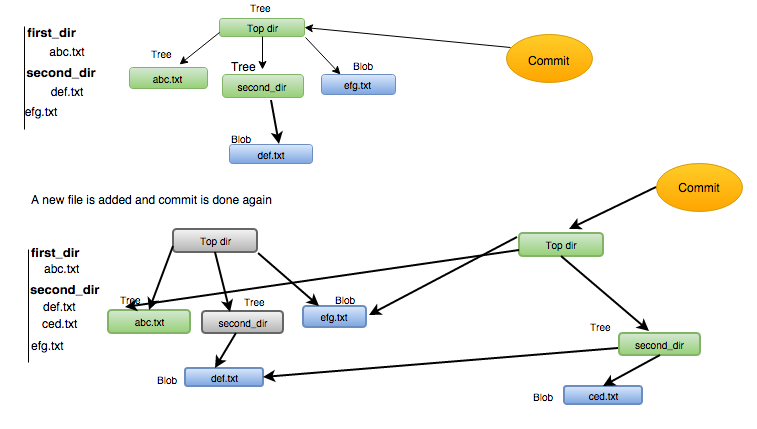 Tree
first_dir
Top dir
abc.txt
Tree
Commit
second_dir
Tree
Blob
abc.txt
second_dir
efg.txt
def.txt
efg.txt
Blob
def.txt
A new file is added and commit is done again
Commit
first_dir
Top dir
Top dir
abc.txt
second_dir
Tree
Tree
Blob
def.txt
ced.txt
abc.txt
second_dir
efg.txt
Tree
efg.txt
second_dir
Blob
def.txt
Blob
ced.txt